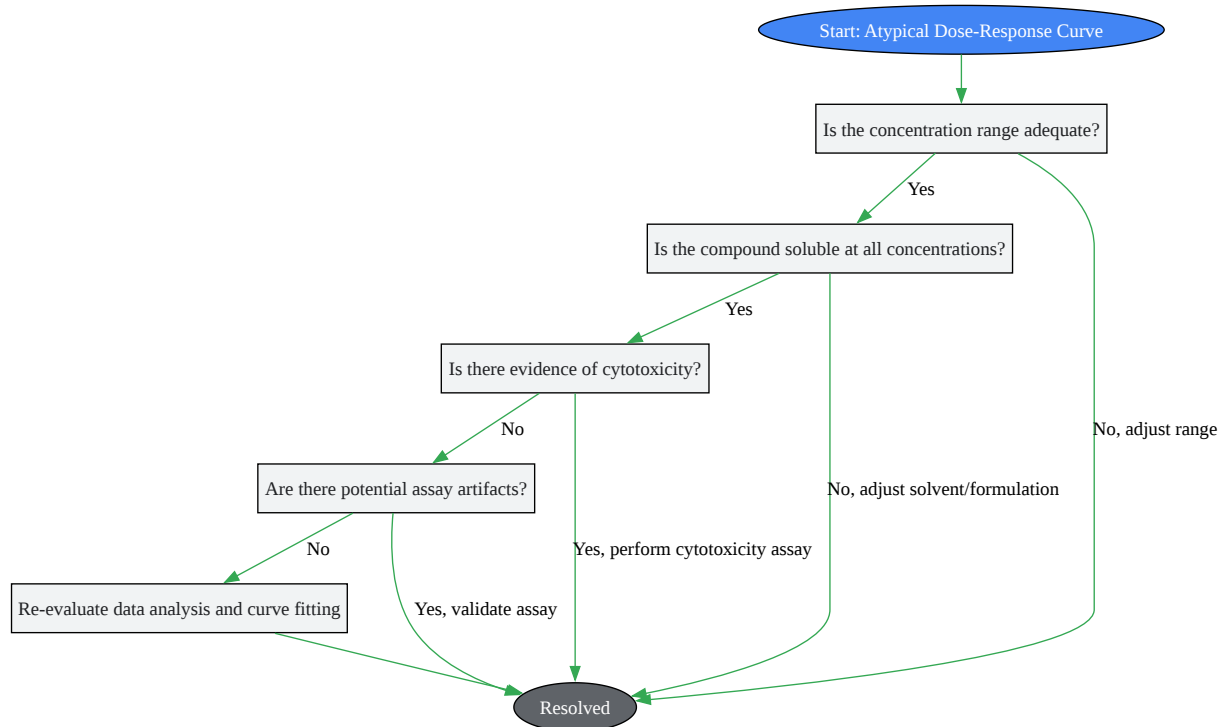 Start: Atypical Dose-Response Curve
Is the concentration range adequate?
Yes
Is the compound soluble at all concentrations?
Yes
Is there evidence of cytotoxicity?
No
No, adjust range
Are there potential assay artifacts?
No, adjust solvent/formulation
No
Yes, perform cytotoxicity assay
Re-evaluate data analysis and curve fitting
Yes, validate assay
Resolved